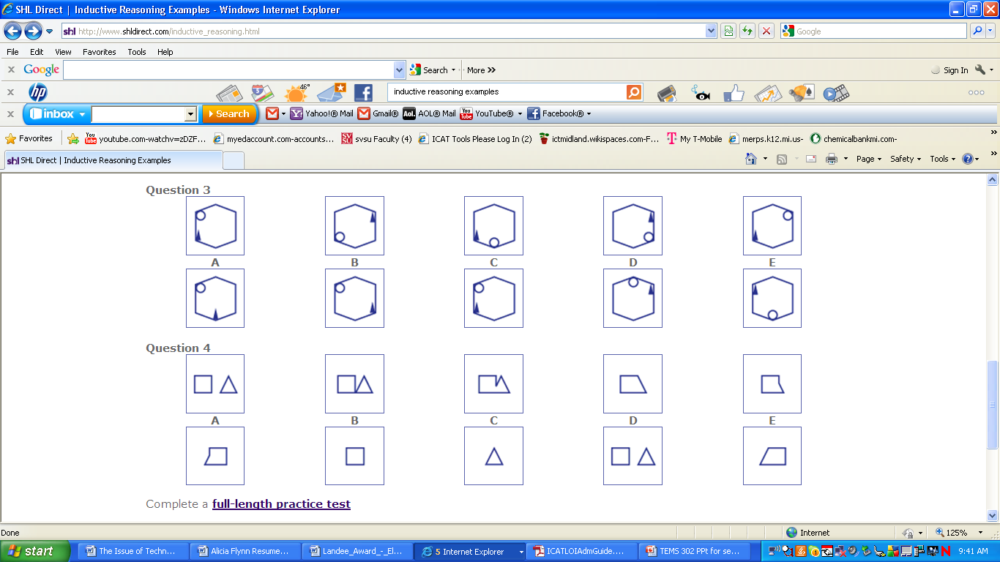 SHL Direct | Inductive Reasoning Examples - Windows Internet Explorer
shl http://www.shldirect.com/inductive_reasoning.html Google
File Edit View Favorites Tools Help
x Google Search More >> Sign In
x hp 46° inductive reasoning examples
x inbox Search Yahoo!® Mail Gmail® Aol. AOL® Mail YouTube® Facebook®
Favorites youtube.com-watchv=zDZF... myedaccount.com-accounts... svsu Faculty (4) ICAT Tools Please Log In (2) ictmidland.wikispaces.com-F... My T-Mobile merps.k12.mi.us- chemicalbankmi.com-
shl SHL Direct | Inductive Reasoning Examples Page Safety Tools
Question 3
A B C D E
Question 4
A B C D E
Complete a full-length practice test
Done Internet 125%
start The Issue of Techn... Alicia Flynn Resume... Landee_Award_-_El... 5 Internet Explorer ICATLOIAdmGuide.... TEMS 302 PPt for se... 9:41 AM